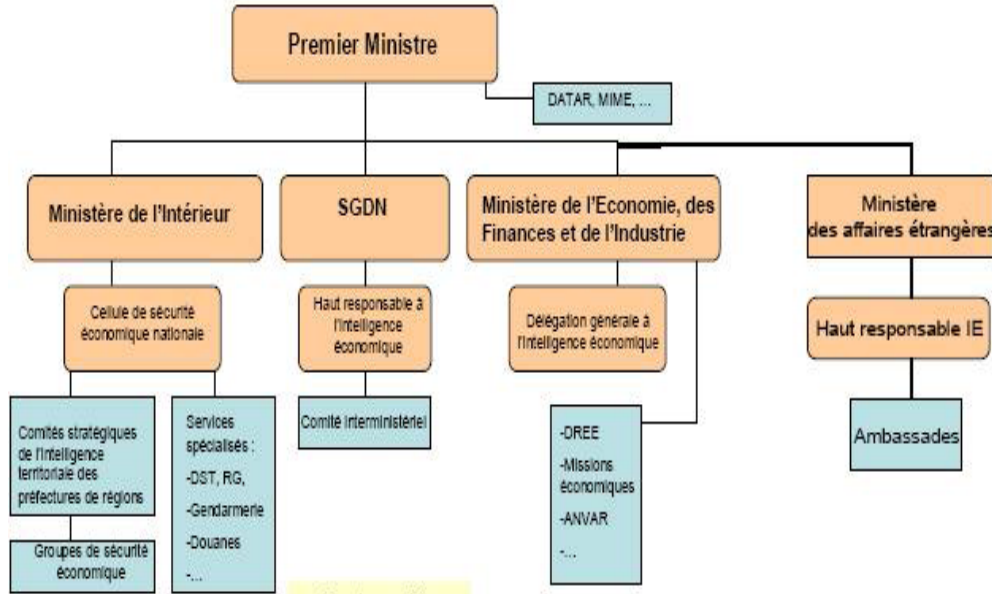 Premier Ministre
DATAR, MIME, ...
Ministère de l'Intérieur
SGDN
Ministère de l'Economie, des
Finances et de l'Industrie
Ministère
des affaires étrangères
Cellule de sécurité
économique nationale
Haut responsable à
l'intelligence
économique
Délégation générale à
l'intelligence économique
Haut responsable IE
Comités stratégiques
de l'intelligence
territoriale des
préfectures de régions
Services
spécialisés :
-DST, RG,
-Gendarmerie
-Douanes
-...
Comité interministériel
-DREE
-Missions
économiques
-ANVAR
-...
Ambassades
Groupes de sécurité
économique